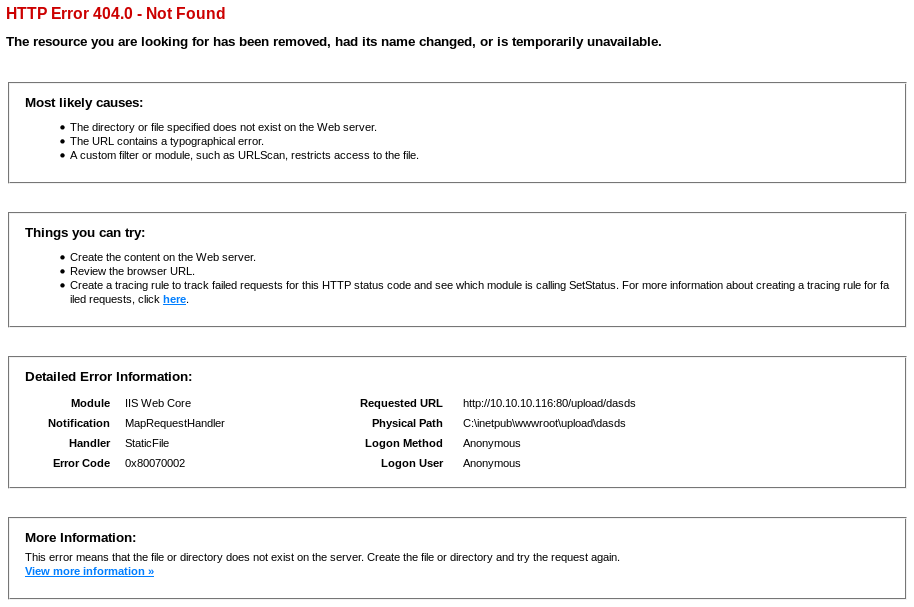 HTTP Error 404.0 - Not Found
The resource you are looking for has been removed, had its name changed, or is temporarily unavailable.
Most likely causes:
The directory or file specified does not exist on the Web server.
The URL contains a typographical error.
A custom filter or module, such as URLScan, restricts access to the file.
Things you can try:
Create the content on the Web server.
Review the browser URL.
Create a tracing rule to track failed requests for this HTTP status code and see which module is calling SetStatus. For more information about creating a tracing rule for fa
iled requests, click here.
Detailed Error Information:
Module IIS Web Core Requested URL http://10.10.10.116:80/upload/dasds
Notification MapRequestHandler Physical Path C:\inetpub\wwwroot\upload\dasds
Handler StaticFile Logon Method Anonymous
Error Code 0x80070002 Logon User Anonymous
More Information:
This error means that the file or directory does not exist on the server. Create the file or directory and try the request again.
View more information »